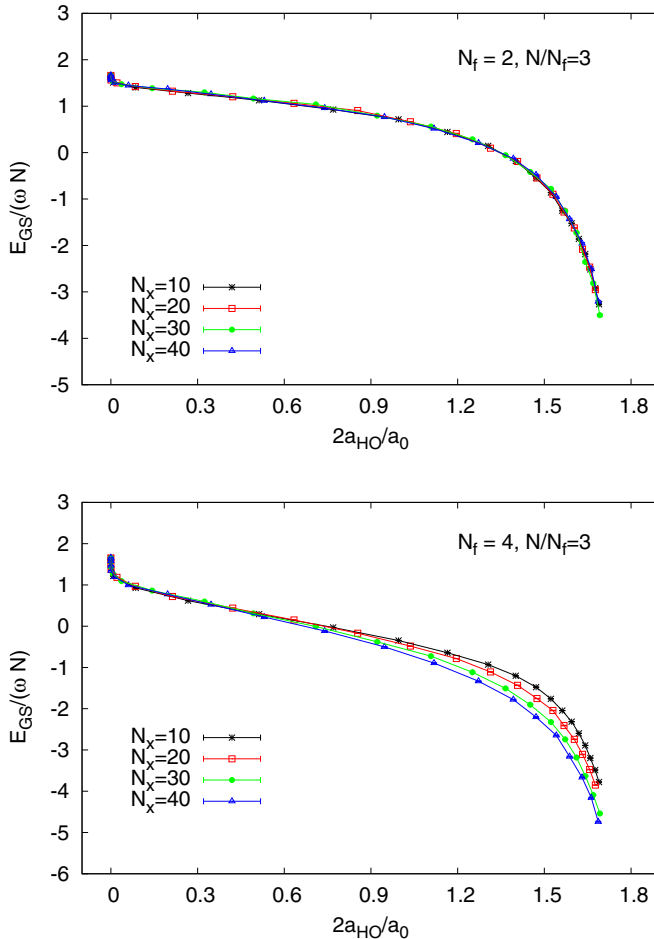 3
2
1
0
-1
-2
-3
-4
-5
E_GS/(ω N)
N_f = 2, N/N_f=3
N_x=10
N_x=20
N_x=30
N_x=40
0 0.3 0.6 0.9 1.2 1.5 1.8
2a_HO/a_0
3
2
1
0
-1
-2
-3
-4
-5
-6
E_GS/(ω N)
N_f = 4, N/N_f=3
N_x=10
N_x=20
N_x=30
N_x=40
0 0.3 0.6 0.9 1.2 1.5 1.8
2a_HO/a_0